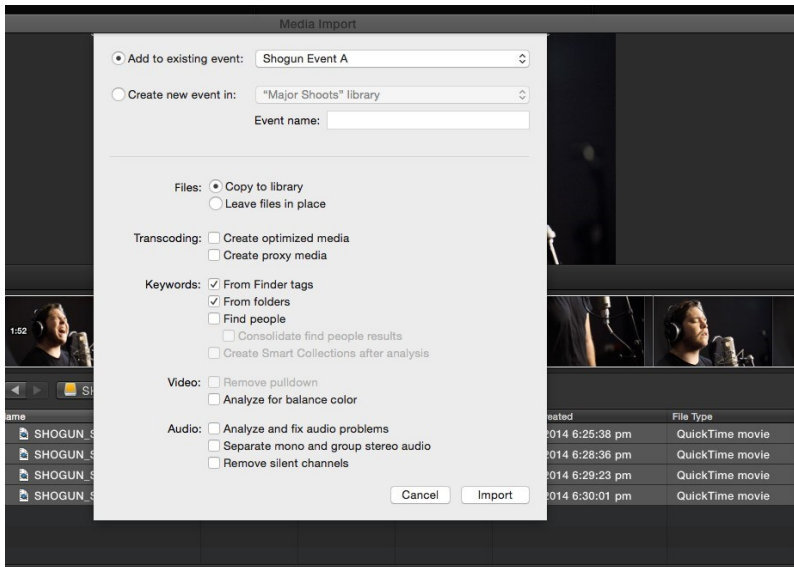 Media Import
Add to existing event: Shogun Event A
Create new event in: "Major Shoots" library
Event name:
Files: Copy to library
Leave files in place
Transcoding: Create optimized media
Create proxy media
Keywords: From Finder tags
From folders
Find people
Consolidate find people results
Create Smart Collections after analysis
1:52
Video: Remove pulldown
Analyze for balance color
Audio: Analyze and fix audio problems
Separate mono and group stereo audio
Remove silent channels
Cancel Import
SH
ame eated File Type
SHOGUN_S 2014 6:25:38 pm QuickTime movie
SHOGUN_S 2014 6:28:36 pm QuickTime movie
SHOGUN_S 2014 6:29:23 pm QuickTime movie
SHOGUN_S 2014 6:30:01 pm QuickTime movie